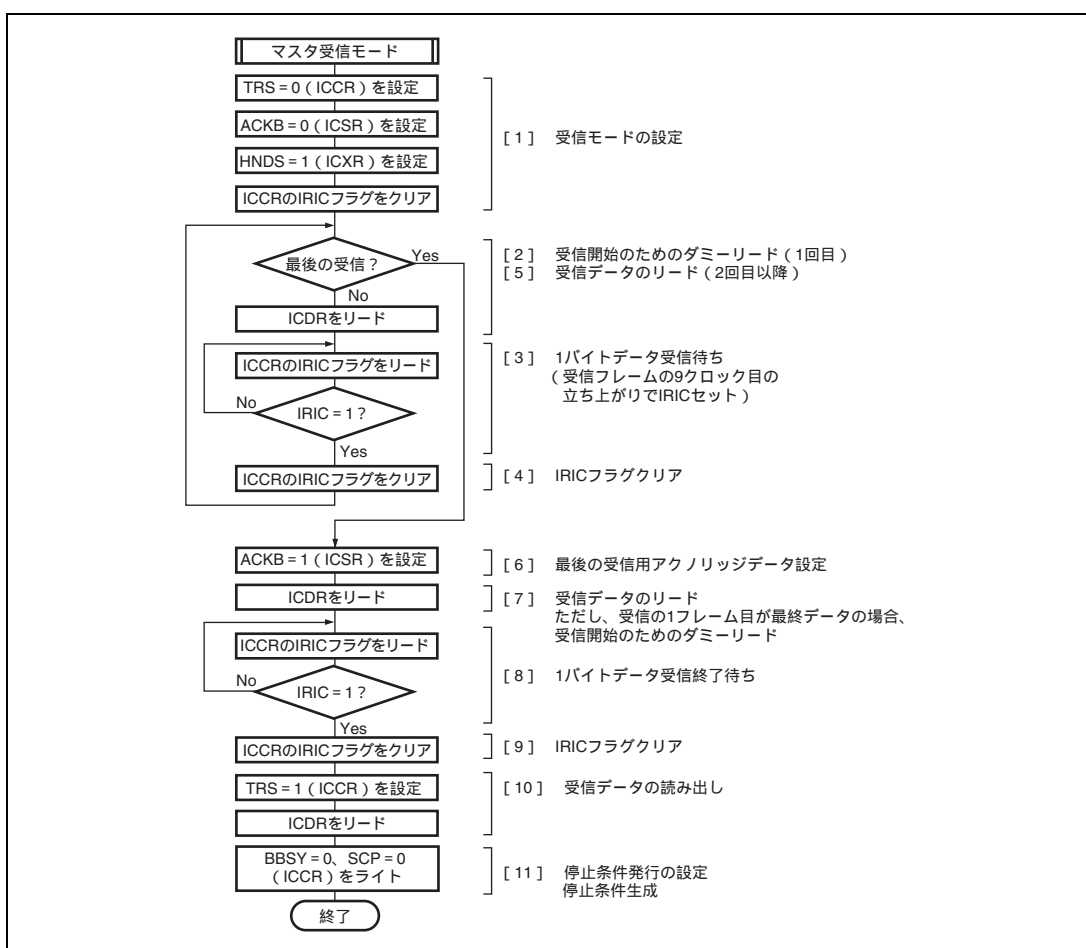 マスタ受信モード
TRS = 0 ( ICCR ) を設定
ACKB = 0 ( ICSR ) を設定
HNDS = 1 ( ICXR ) を設定
ICCRのIRICフラグをクリア
[ 1 ] 受信モードの設定
最後の受信 ?
Yes
No
ICDRをリード
[ 2 ] 受信開始のためのダミーリード ( 1回目 )
[ 5 ] 受信データのリード ( 2回目以降 )
ICCRのIRICフラグをリード
No
IRIC = 1 ?
Yes
[ 3 ] 1バイトデータ受信待ち
( 受信フレームの9クロック目の
立ち上がりでIRICセット )
ICCRのIRICフラグをクリア
[ 4 ] IRICフラグクリア
ACKB = 1 ( ICSR ) を設定
[ 6 ] 最後の受信用アクノリッジデータ設定
ICDRをリード
[ 7 ] 受信データのリード
ただし、受信の1フレーム目が最終データの場合、
受信開始のためのダミーリード
ICCRのIRICフラグをリード
No
IRIC = 1 ?
Yes
[ 8 ] 1バイトデータ受信終了待ち
ICCRのIRICフラグをクリア
[ 9 ] IRICフラグクリア
TRS = 1 ( ICCR ) を設定
ICDRをリード
[ 10 ] 受信データの読み出し
BBSY = 0、SCP = 0
( ICCR ) をライト
[ 11 ] 停止条件発行の設定
停止条件生成
終了